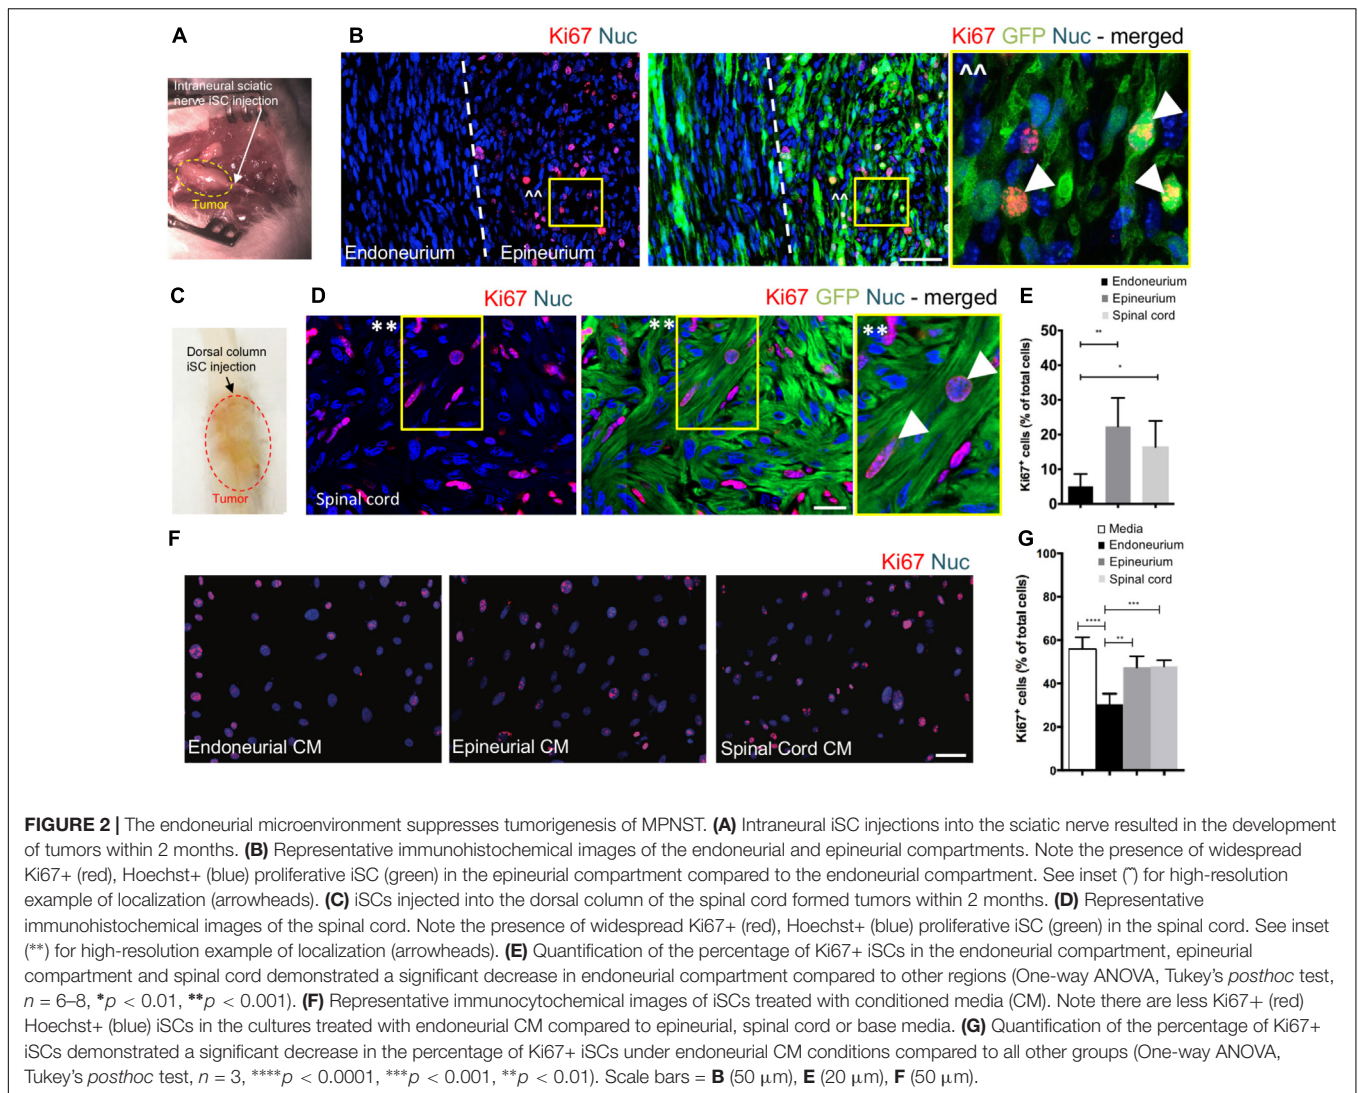 A
Intraneural sciatic
nerve iSC injection
Tumor
B
Ki67 Nuc
Ki67 GFP Nuc - merged
^^
^^
^^
Endoneurium
Epineurium
C
Dorsal column
iSC injection
Tumor
D
Ki67 Nuc
Ki67 GFP Nuc - merged
**
**
**
Spinal cord
E
Endoneurium
Epineurium
Spinal cord
Ki67+ cells (% of total cells)
50
40
30
20
10
0
**
*
F
Ki67 Nuc
Endoneurial CM
Epineurial CM
Spinal Cord CM
G
Media
Endoneurium
Epineurium
Spinal cord
Ki67+ cells (% of total cells)
100
80
60
40
20
0
****
**
***
FIGURE 2 | The endoneurial microenvironment suppresses tumorigenesis of MPNST. (A) Intraneural iSC injections into the sciatic nerve resulted in the development
of tumors within 2 months. (B) Representative immunohistochemical images of the endoneurial and epineurial compartments. Note the presence of widespread
Ki67+ (red), Hoechst+ (blue) proliferative iSC (green) in the epineurial compartment compared to the endoneurial compartment. See inset (^^) for high-resolution
example of localization (arrowheads). (C) iSCs injected into the dorsal column of the spinal cord formed tumors within 2 months. (D) Representative
immunohistochemical images of the spinal cord. Note the presence of widespread Ki67+ (red), Hoechst+ (blue) proliferative iSC (green) in the spinal cord. See inset
(**) for high-resolution example of localization (arrowheads). (E) Quantification of the percentage of Ki67+ iSCs in the endoneurial compartment, epineurial
compartment and spinal cord demonstrated a significant decrease in endoneurial compartment compared to other regions (One-way ANOVA, Tukey's posthoc test,
n = 6–8, *p < 0.01, **p < 0.001). (F) Representative immunocytochemical images of iSCs treated with conditioned media (CM). Note there are less Ki67+ (red)
Hoechst+ (blue) iSCs in the cultures treated with endoneurial CM compared to epineurial, spinal cord or base media. (G) Quantification of the percentage of Ki67+
iSCs demonstrated a significant decrease in the percentage of Ki67+ iSCs under endoneurial CM conditions compared to all other groups (One-way ANOVA,
Tukey's posthoc test, n = 3, ****p < 0.0001, ***p < 0.001, **p < 0.01). Scale bars = B (50 μm), E (20 μm), F (50 μm).